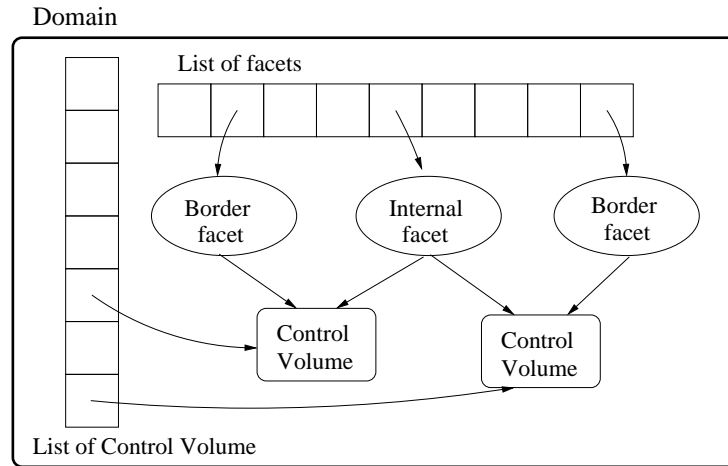 Domain
List of facets
Border
facet
Internal
facet
Border
facet
Control
Volume
Control
Volume
List of Control Volume